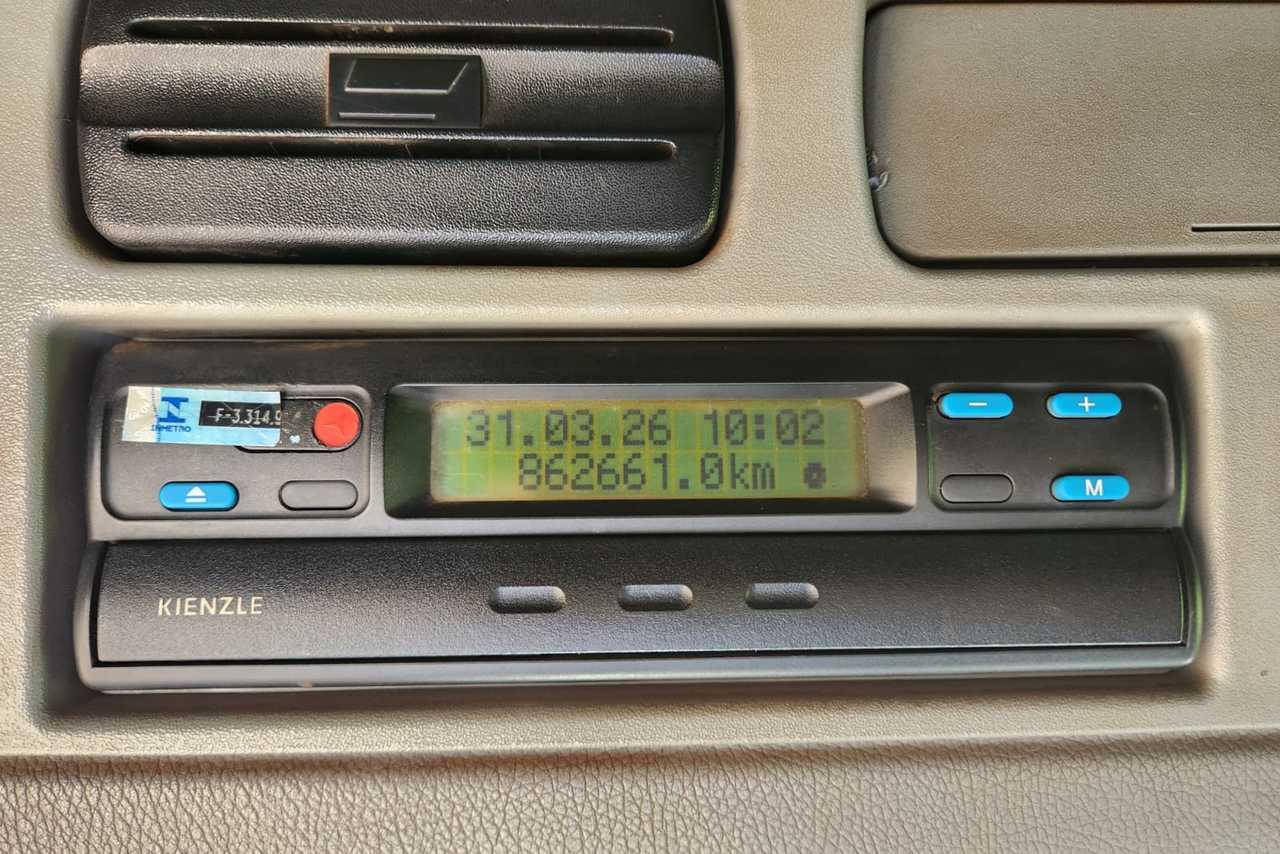 INMETRO
F-3.314.9
31.03.26 10:02
862661.0km
M
KIENZLE